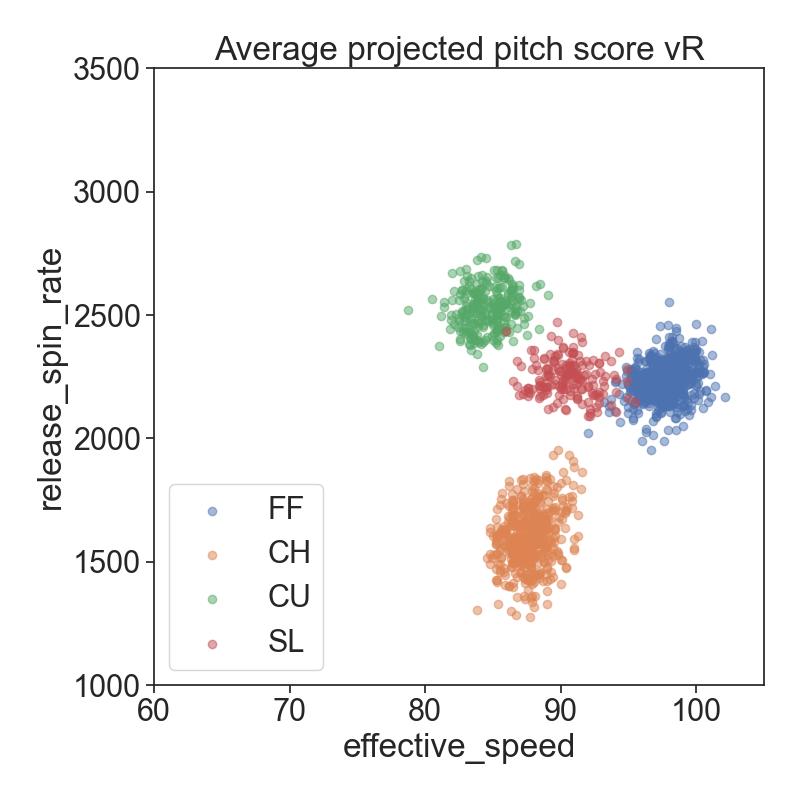 Average projected pitch score vR
3500
3000
2500
2000
1500
1000
release_spin_rate
FF
CH
CU
SL
60
70
80
90
100
effective_speed